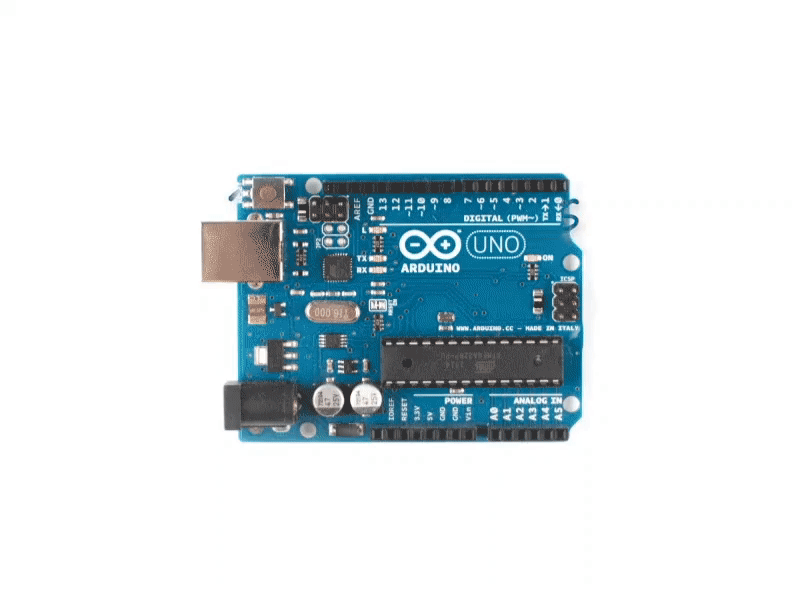 AREF
GND
13
12
~11
~10
~9
8
7
~6
~5
4
~3
2
TX→1
RX←0
DIGITAL (PWM~)
L
TX
RX
UNO
ARDUINO
ON
ICSP
WWW.ARDUINO.CC – MADE IN ITALY
POWER
ANALOG IN
IOREF
RESET
3.3V
5V
GND
GND
Vin
A0
A1
A2
A3
A4
A5